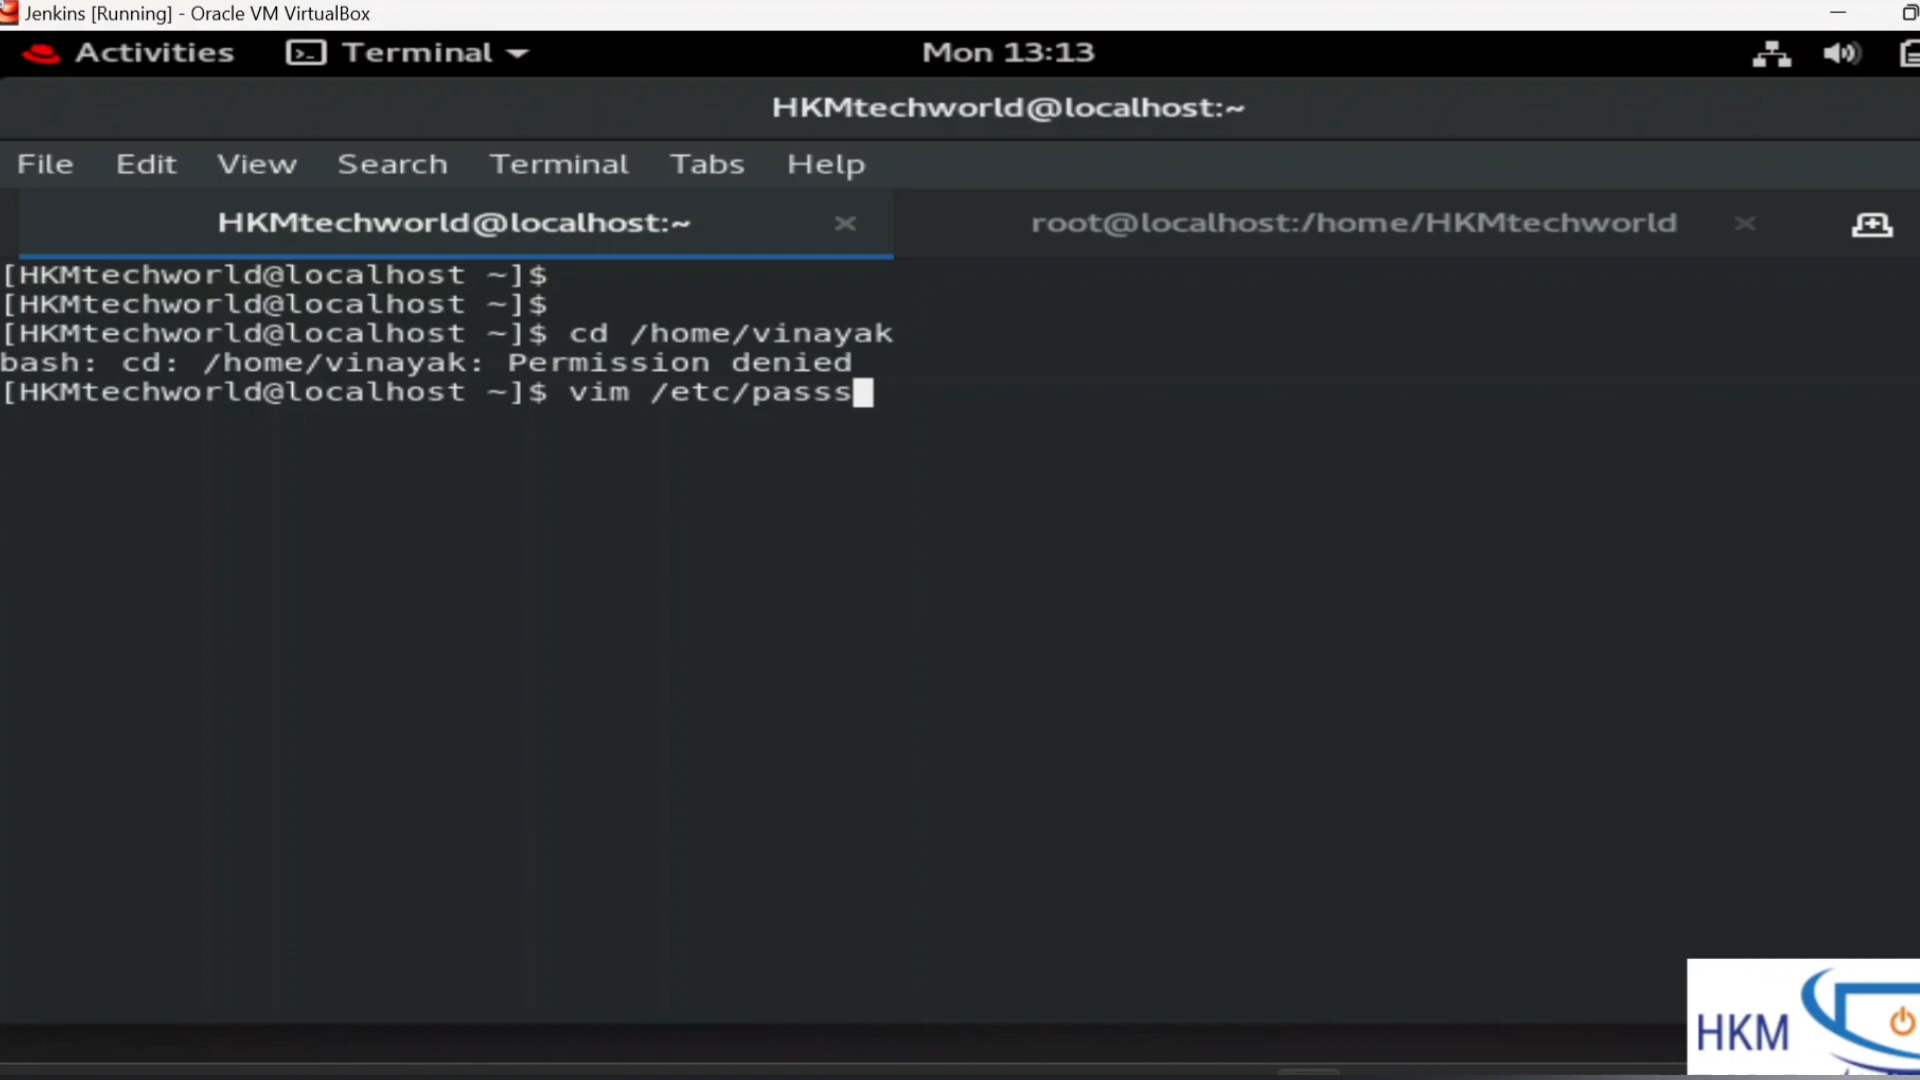 Jenkins [Running] - Oracle VM VirtualBox
Activities Terminal Mon 13:13
HKMtechworld@localhost:~
File Edit View Search Terminal Tabs Help
HKMtechworld@localhost:~ root@localhost:/home/HKMtechworld
[HKMtechworld@localhost ~]$
[HKMtechworld@localhost ~]$
[HKMtechworld@localhost ~]$ cd /home/vinayak
bash: cd: /home/vinayak: Permission denied
[HKMtechworld@localhost ~]$ vim /etc/passs
HKM